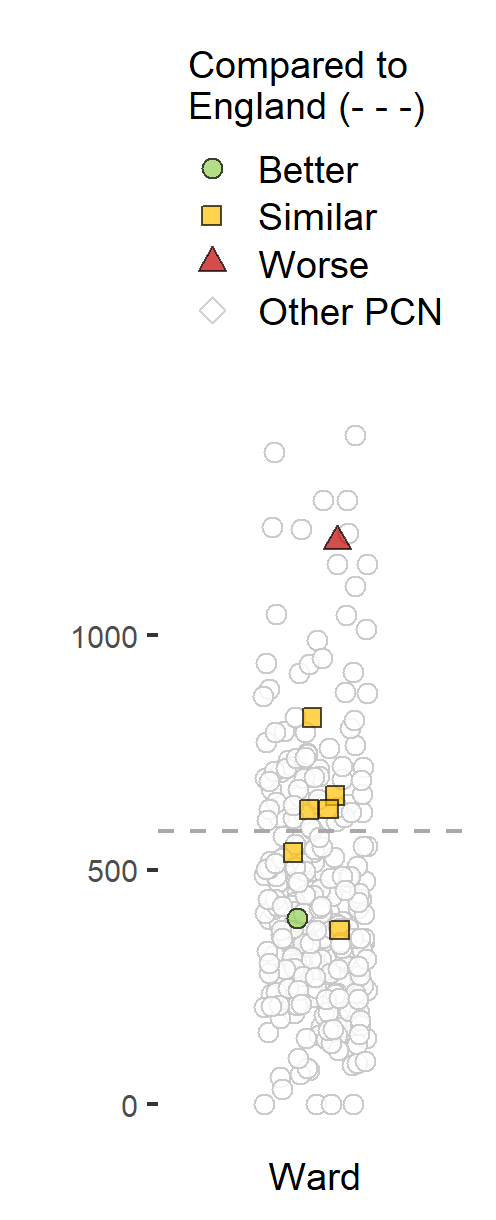 Compared to
England (- - -)
Better
Similar
Worse
Other PCN
1000
500
0
Ward